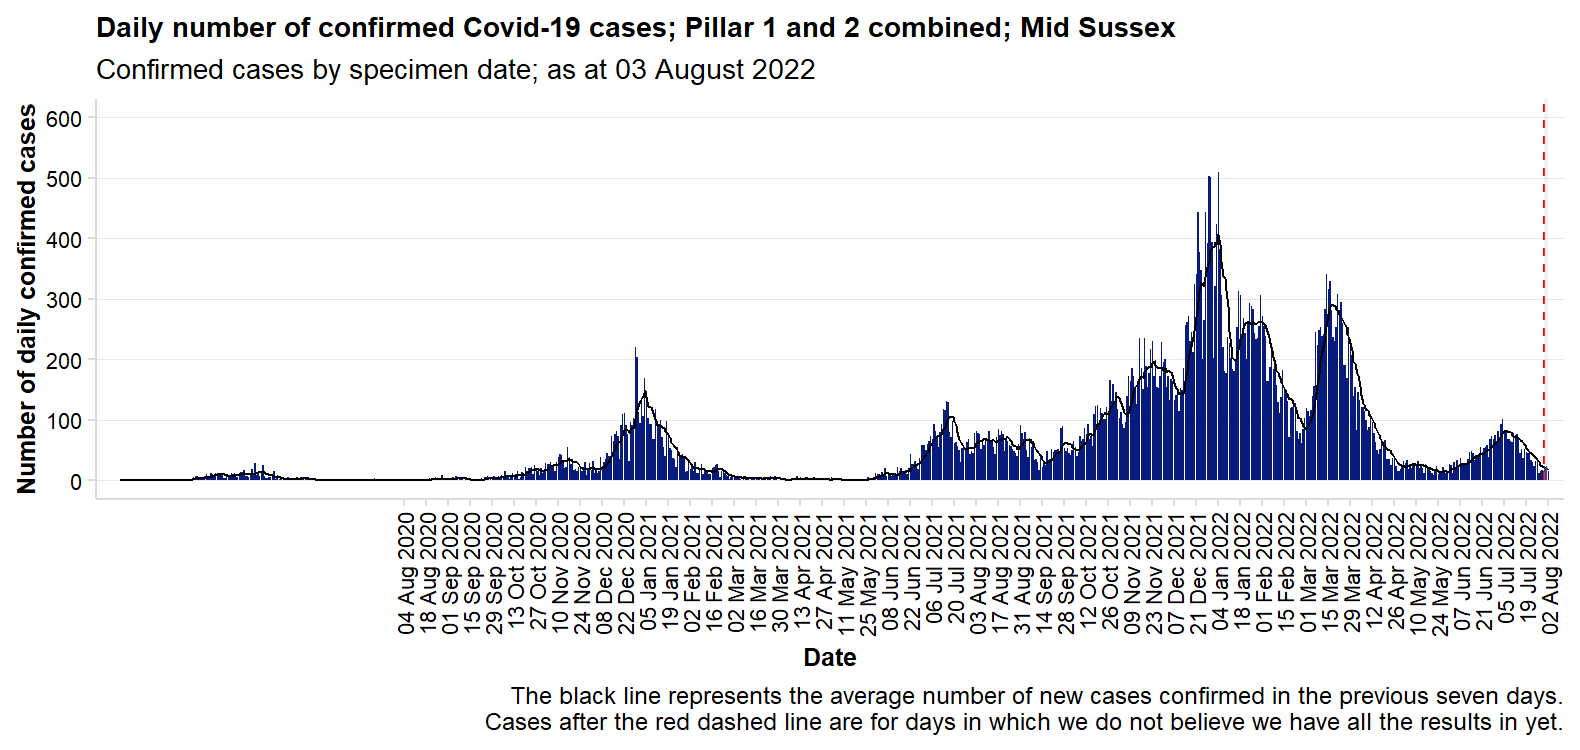 Daily number of confirmed Covid-19 cases; Pillar 1 and 2 combined; Mid Sussex
Confirmed cases by specimen date; as at 03 August 2022
Number of daily confirmed cases
600
500
400
300
200
100
0
04 Aug 2020
18 Aug 2020
01 Sep 2020
15 Sep 2020
29 Sep 2020
13 Oct 2020
27 Oct 2020
10 Nov 2020
24 Nov 2020
08 Dec 2020
22 Dec 2020
05 Jan 2021
19 Jan 2021
02 Feb 2021
16 Feb 2021
02 Mar 2021
16 Mar 2021
30 Mar 2021
13 Apr 2021
27 Apr 2021
11 May 2021
25 May 2021
08 Jun 2021
22 Jun 2021
06 Jul 2021
20 Jul 2021
03 Aug 2021
17 Aug 2021
31 Aug 2021
14 Sep 2021
28 Sep 2021
12 Oct 2021
26 Oct 2021
09 Nov 2021
23 Nov 2021
07 Dec 2021
21 Dec 2021
04 Jan 2022
18 Jan 2022
01 Feb 2022
15 Feb 2022
01 Mar 2022
15 Mar 2022
29 Mar 2022
12 Apr 2022
26 Apr 2022
10 May 2022
24 May 2022
07 Jun 2022
21 Jun 2022
05 Jul 2022
19 Jul 2022
02 Aug 2022
Date
The black line represents the average number of new cases confirmed in the previous seven days.
Cases after the red dashed line are for days in which we do not believe we have all the results in yet.